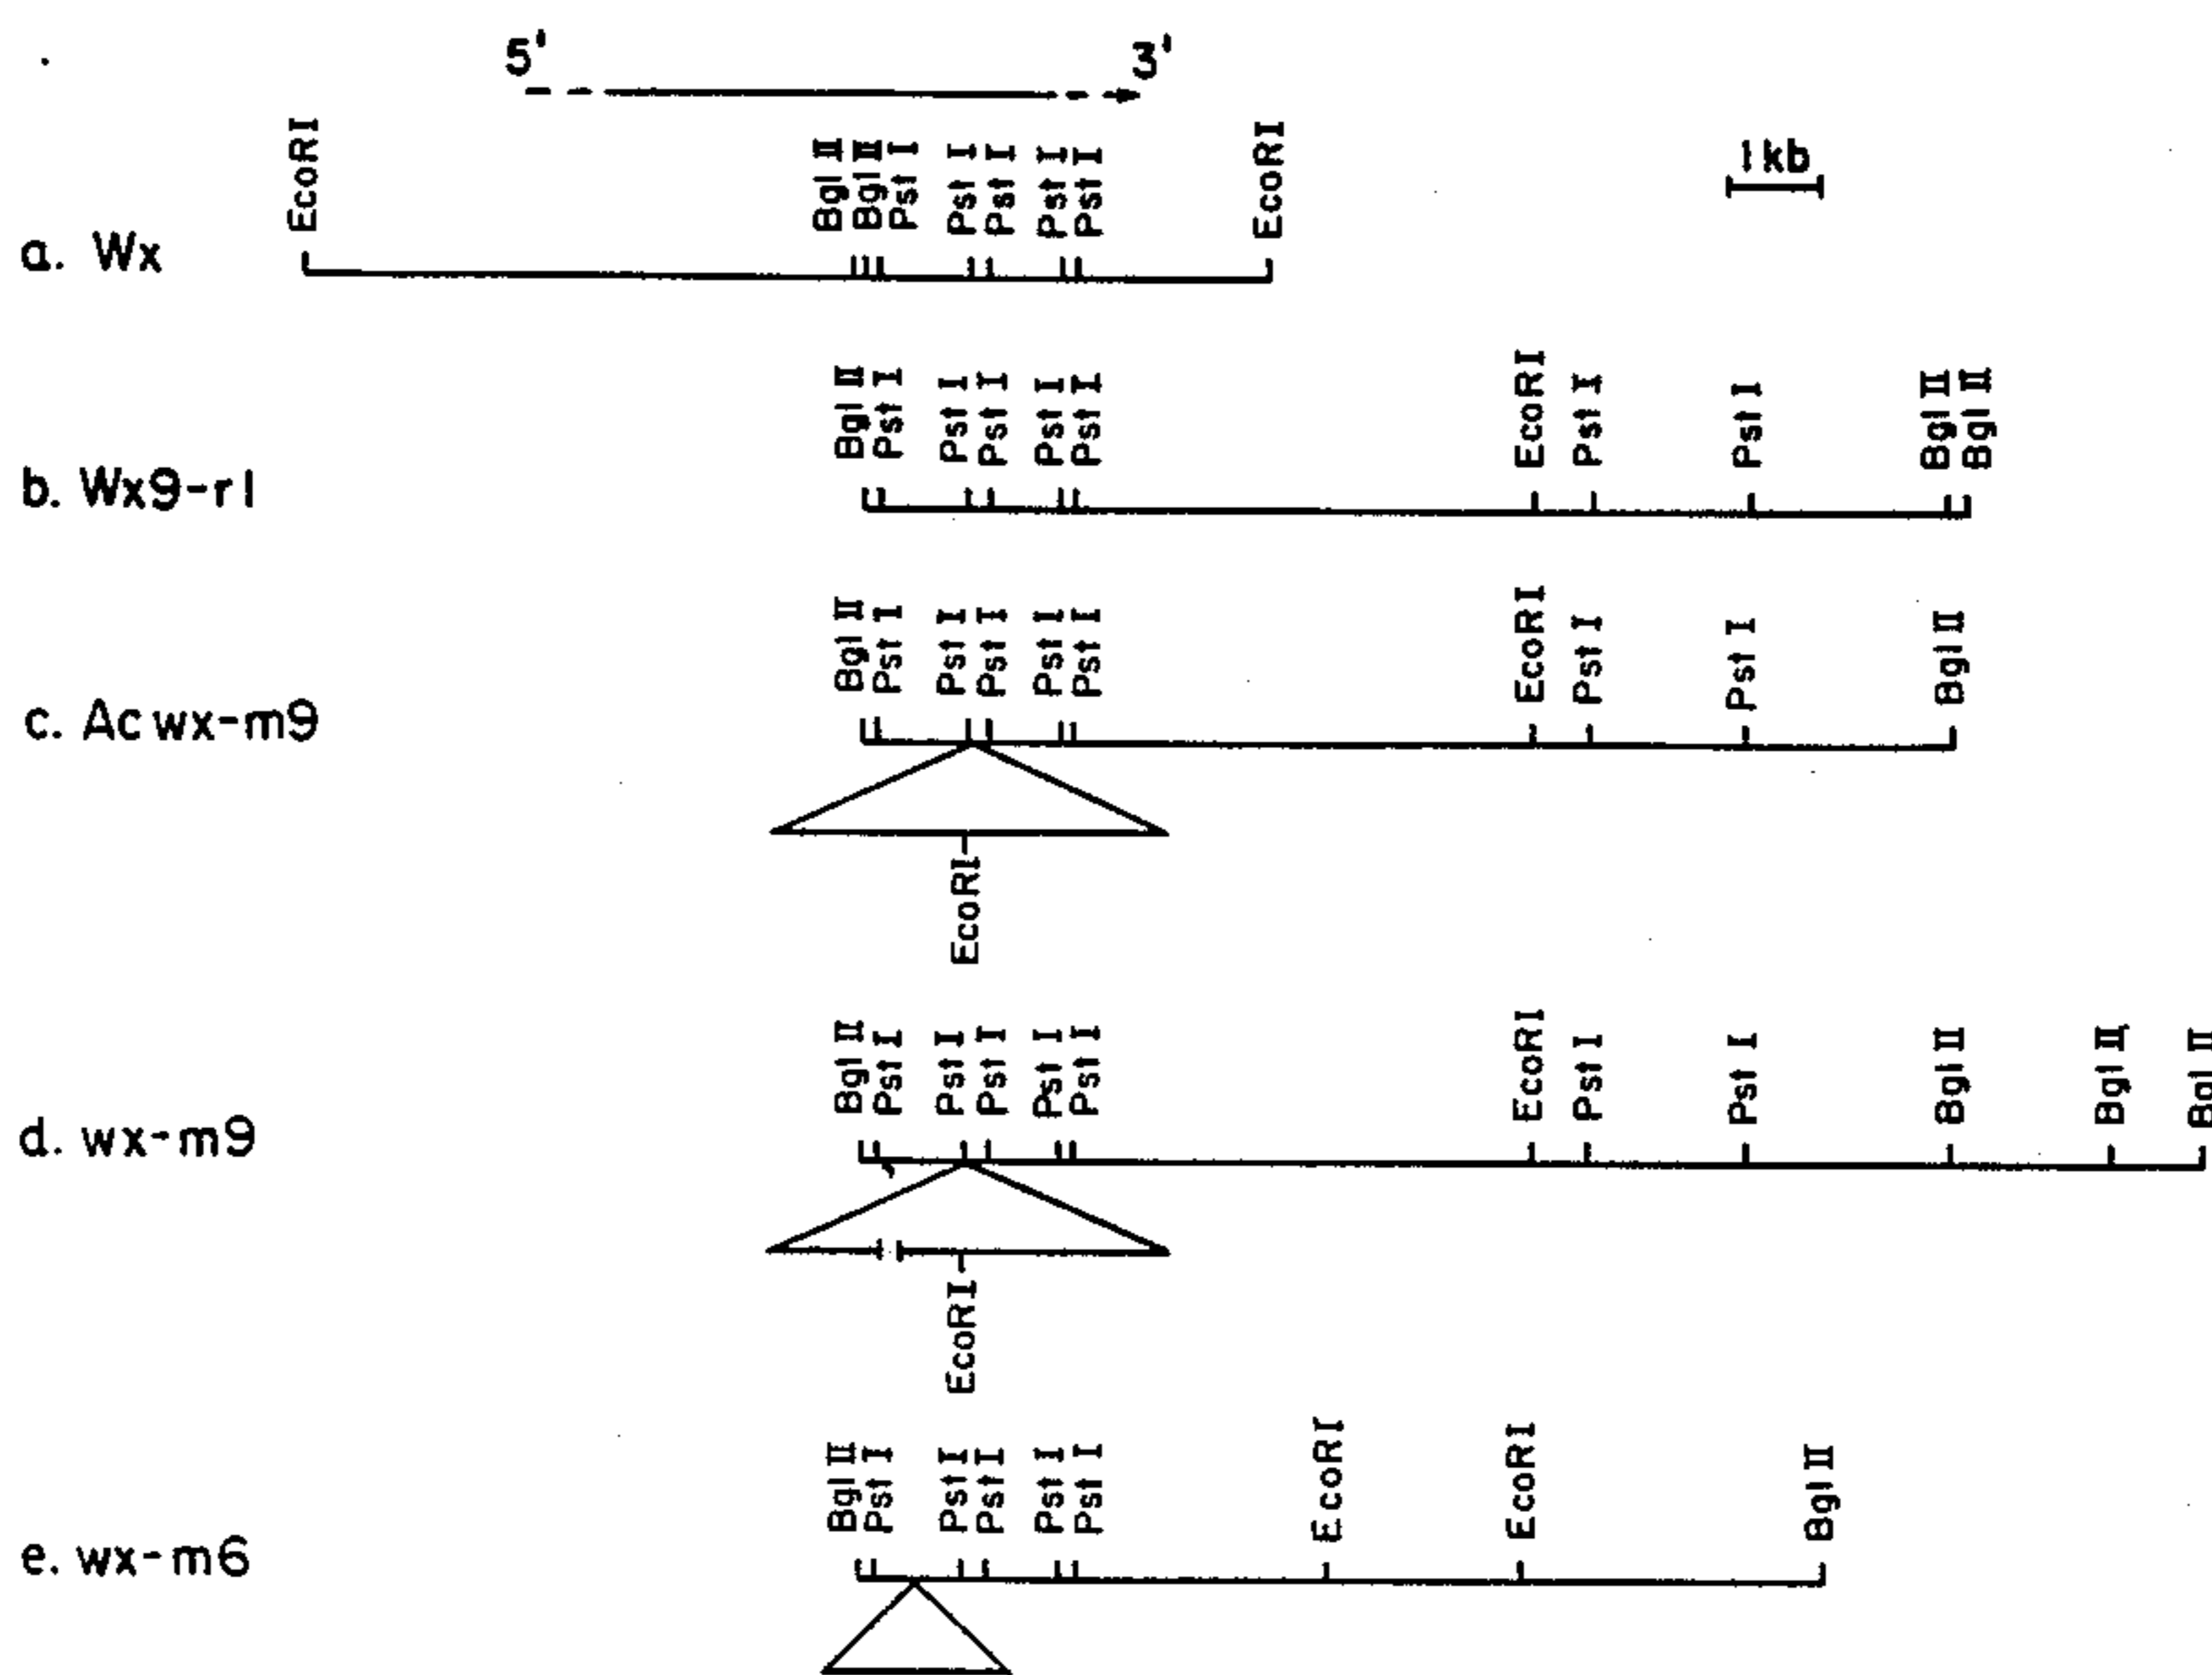 5' 3'
EcoRI Bgl II Bgl II Pst I Pst I Pst I Pst I Pst I EcoRI 1 kb
a. Wx
Bgl II Pst I Pst I Pst I Pst I Pst I EcoRI Pst I Pst I Bgl II Bgl II
b. Wx9-r1
Bgl II Pst I Pst I Pst I Pst I Pst I EcoRI Pst I Pst I Bgl II
c. Ac wx-m9
EcoRI
Bgl II Pst I Pst I Pst I Pst I Pst I EcoRI Pst I Pst I Bgl II Bgl II Bgl II
d. wx-m9
EcoRI
Bgl II Pst I Pst I Pst I Pst I Pst I EcoRI EcoRI Bgl II
e. wx-m6